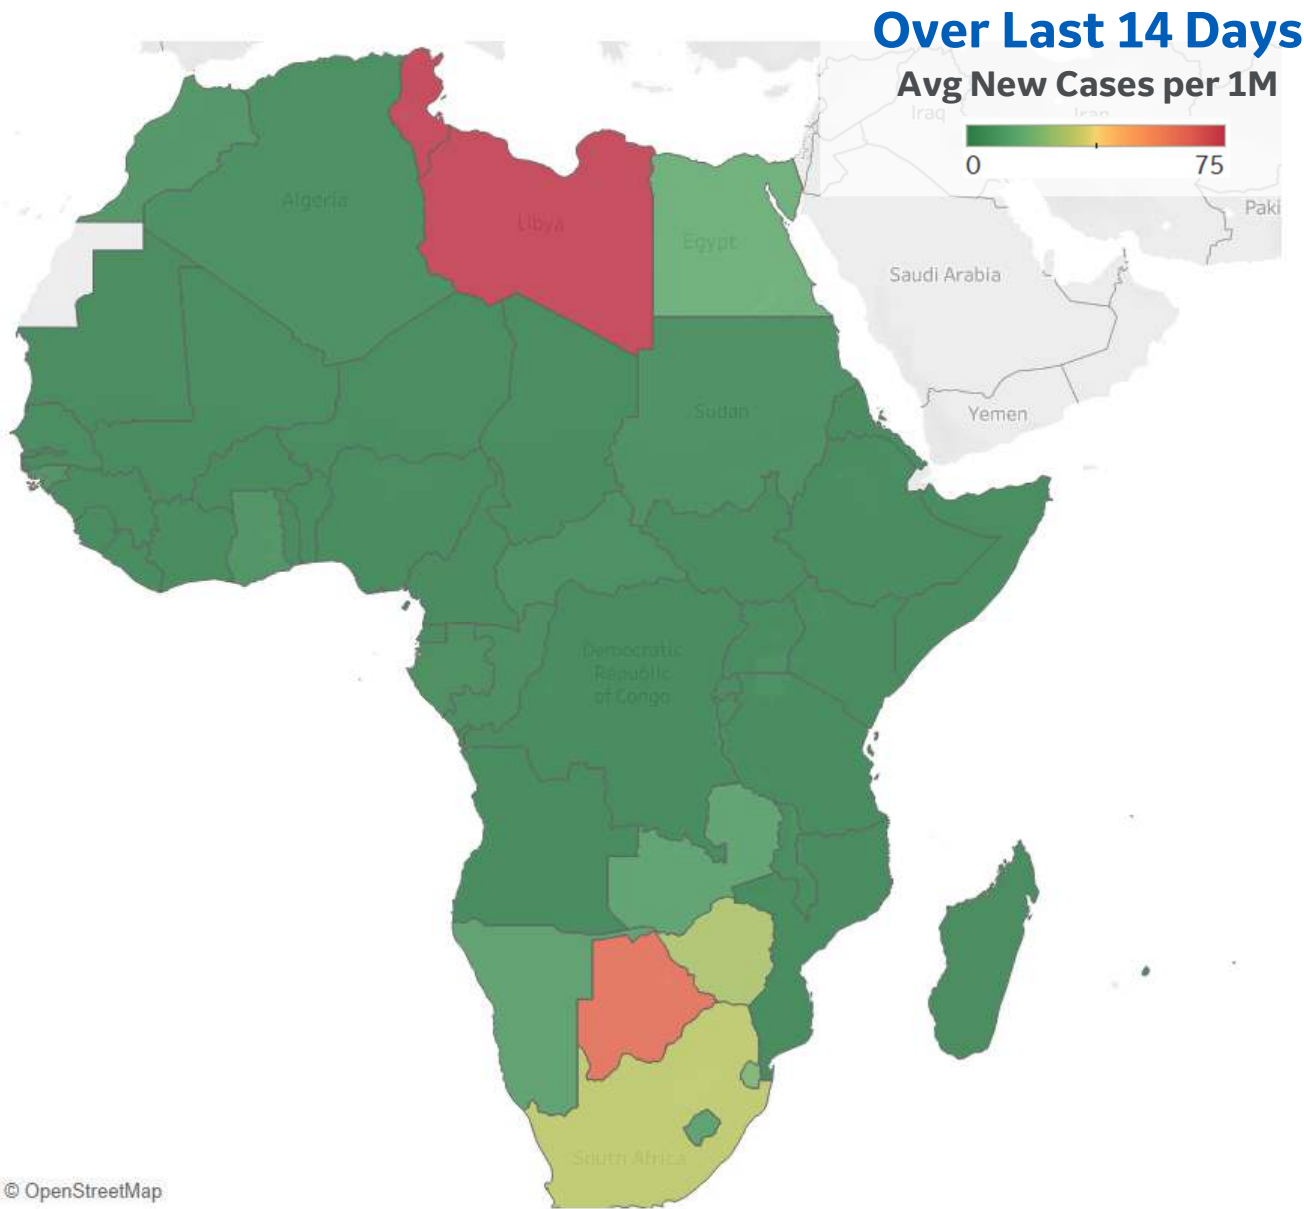 Over Last 14 Days
Avg New Cases per 1M
Iraq
Iran
0
75
Paki
Algeria
Libya
Egypt
Saudi Arabia
Sudan
Yemen
Democratic
Republic
of Congo
South Africa
© OpenStreetMap